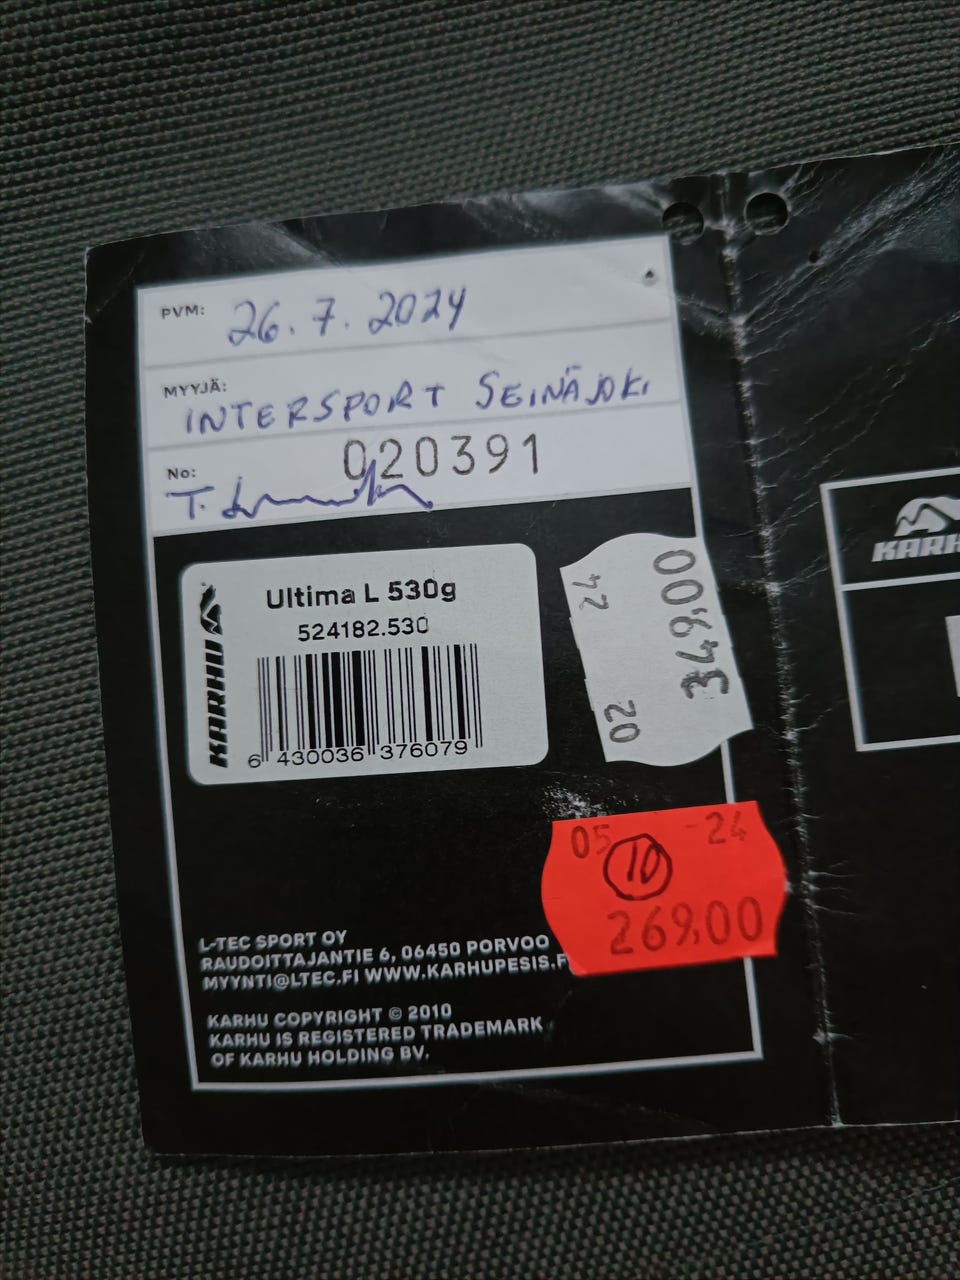 PVM: 26.7.2024
MYYJÄ: INTERSPORT SEINÄJOKI
No: 020391
T.
KARHU
Ultima L 530g
524182.530
6 430036 376079
24
02
349,00
05 10 -24
269,00
L-TEC SPORT OY
RAUDOITTAJANTIE 6, 06450 PORVOO
MYYNTI@LTEC.FI WWW.KARHUPESIS.F
KARHU COPYRIGHT © 2010
KARHU IS REGISTERED TRADEMARK
OF KARHU HOLDING BV.
KARH